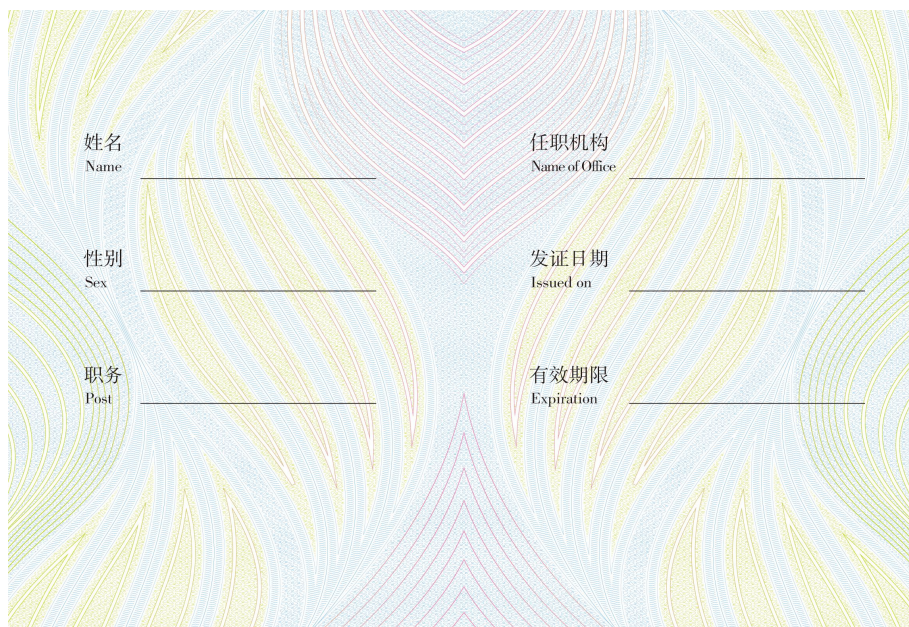 姓名
Name
性别
Sex
职务
Post
任职机构
Name of Office
发证日期
Issued on
有效期限
Expiration